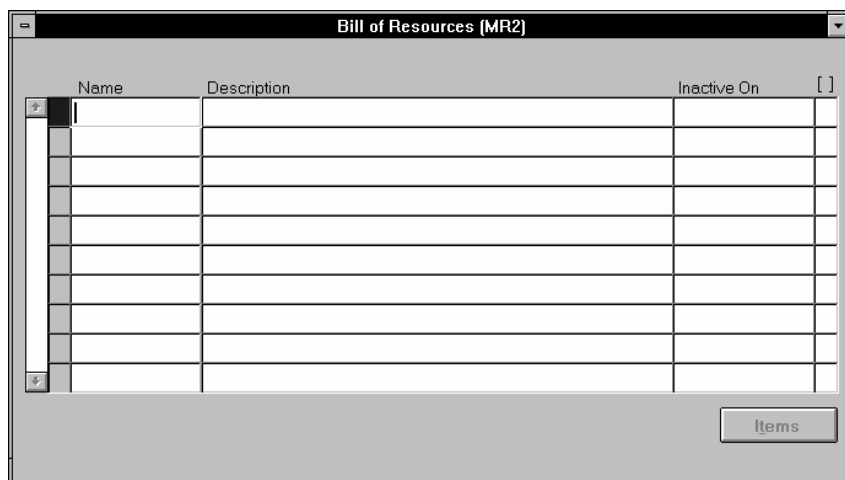 Bill of Resources (MR2)
Name Description Inactive On [ ]
Items